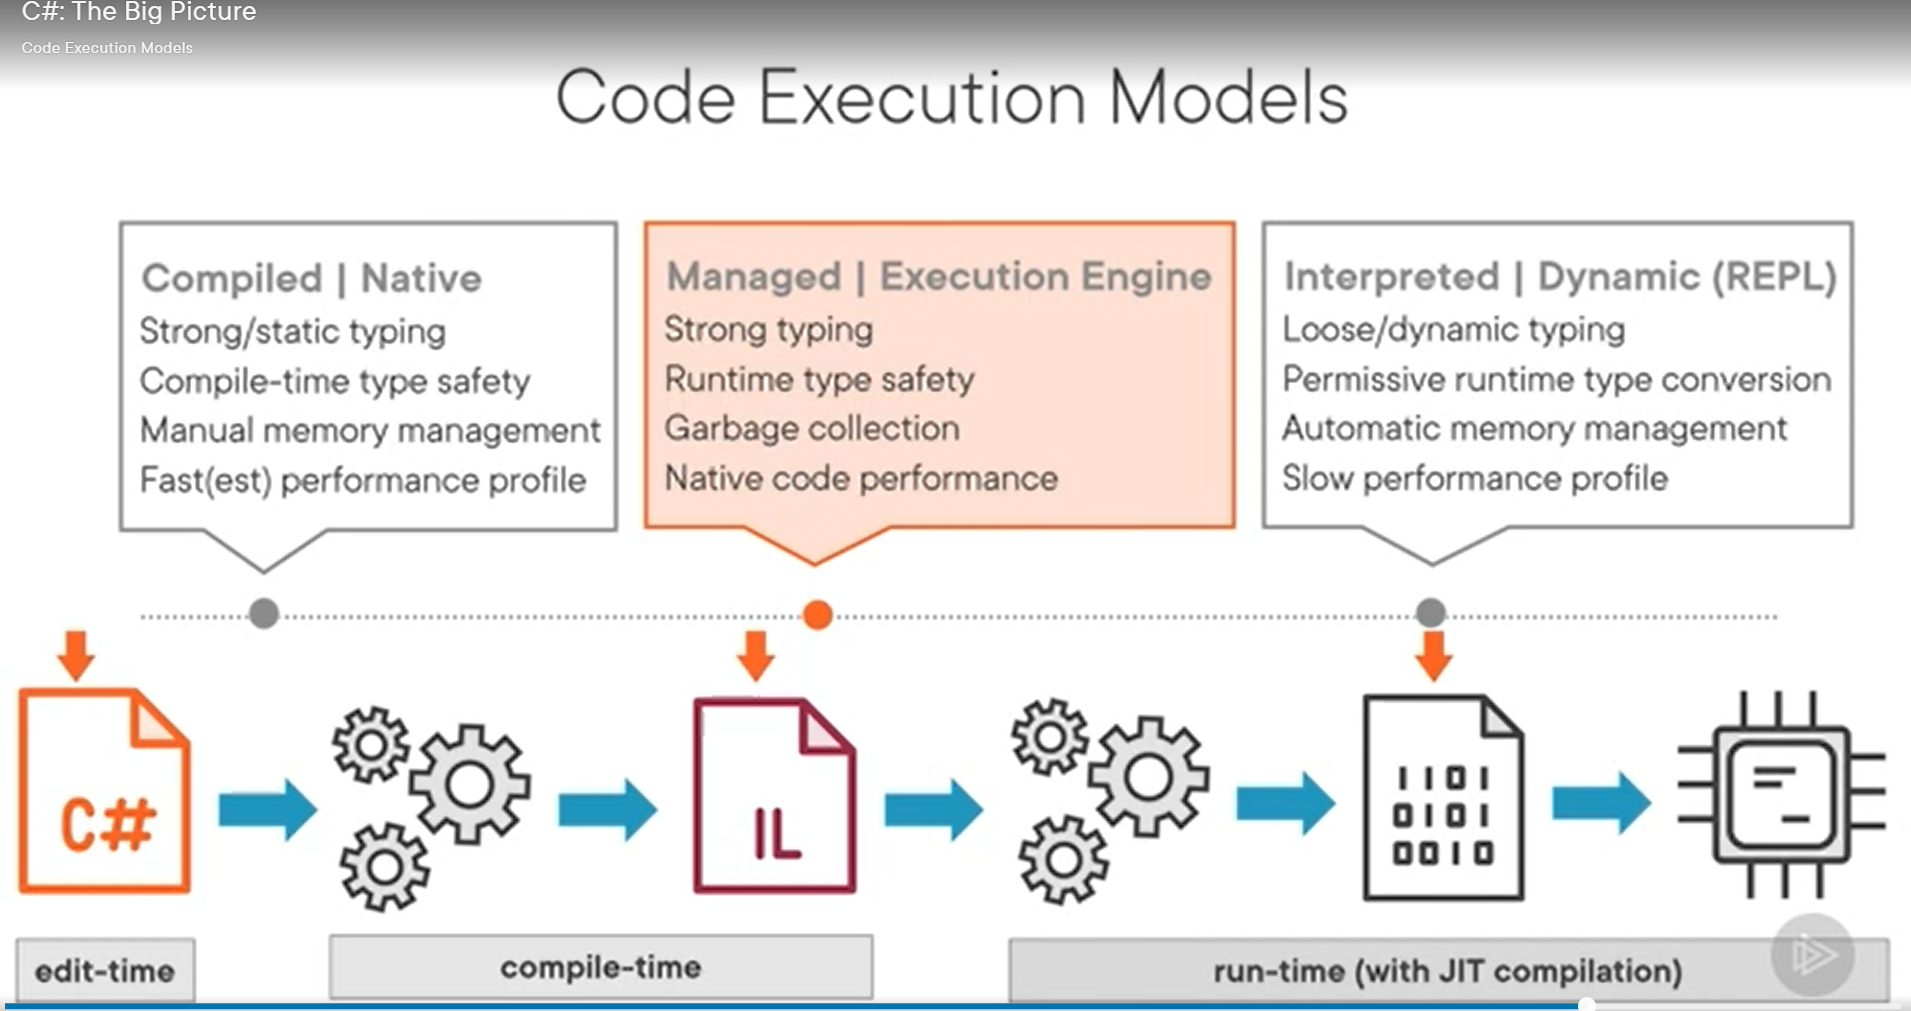 C#: The Big Picture
Code Execution Models
Code Execution Models
Compiled | Native
Strong/static typing
Compile-time type safety
Manual memory management
Fast(est) performance profile
Managed | Execution Engine
Strong typing
Runtime type safety
Garbage collection
Native code performance
Interpreted | Dynamic (REPL)
Loose/dynamic typing
Permissive runtime type conversion
Automatic memory management
Slow performance profile
C#
IL
1101
0101
0010
edit-time
compile-time
run-time (with JIT compilation)